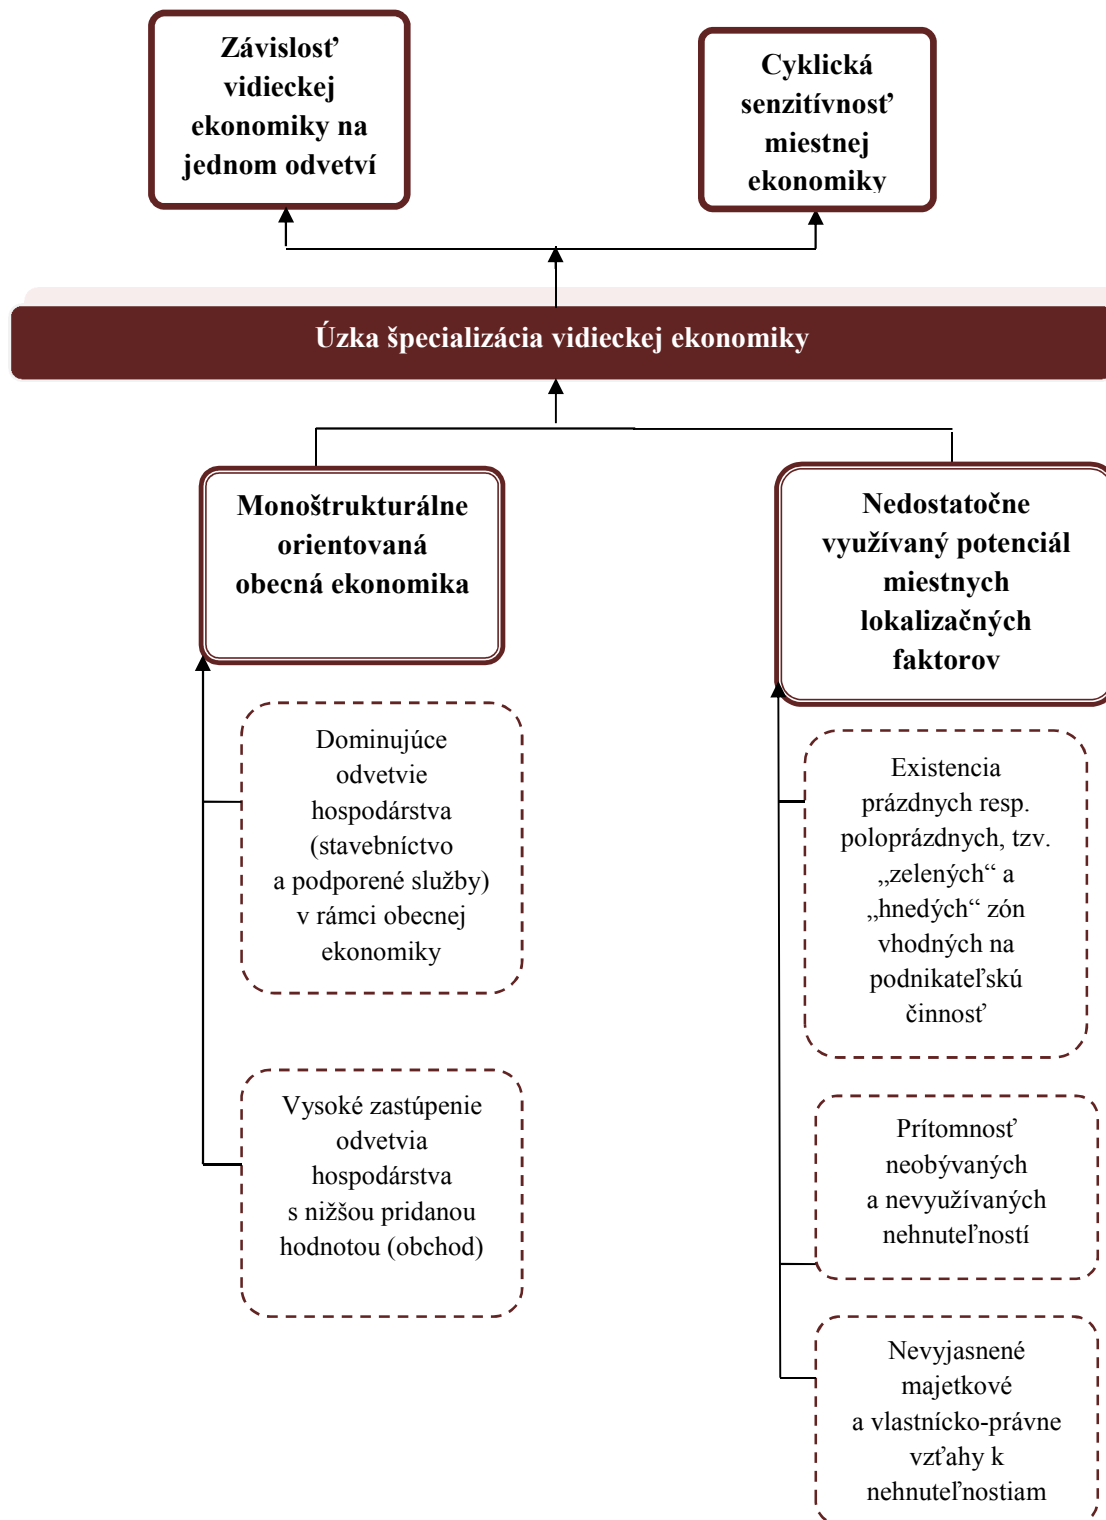 Závislosť
vidieckej
ekonomiky na
jednom odvetví
Cyklická
senzitívnosť
miestnej
ekonomiky
Úzka špecializácia vidieckej ekonomiky
Monoštrukturálne
orientovaná
obecná ekonomika
Nedostatočne
využívaný potenciál
miestnych
lokalizačných
faktorov
Dominujúce
odvetvie
hospodárstva
(stavebníctvo
a podporené služby)
v rámci obecnej
ekonomiky
Vysoké zastúpenie
odvetvia
hospodárstva
s nižšou pridanou
hodnotou (obchod)
Existencia
prázdnych resp.
poloprázdnych, tzv.
„zelených“ a
„hnedých“ zón
vhodných na
podnikateľskú
činnosť
Prítomnosť
neobývaných
a nevyužívaných
nehnuteľností
Nevyjasnené
majetkové
a vlastnícko-právne
vzťahy k
nehnuteľnostiam